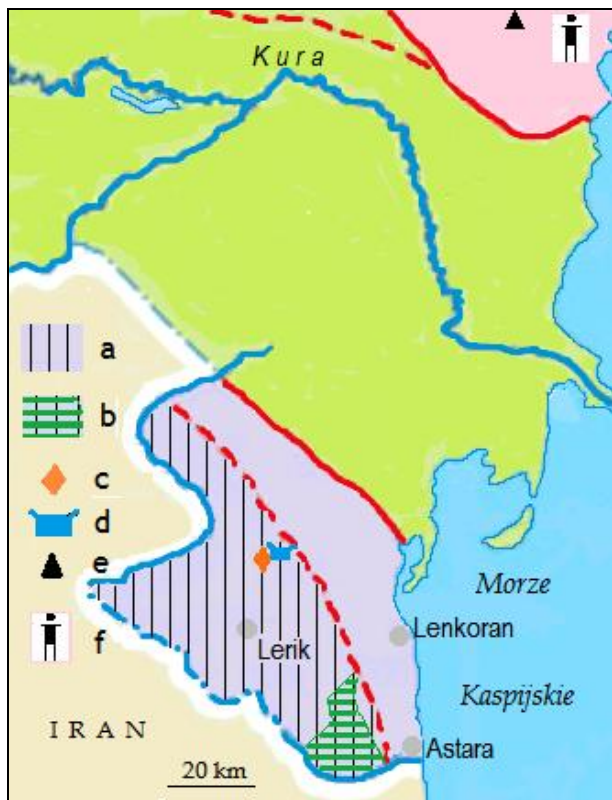 Kura
a
b
c
d
e
f
Morze
Lenkoran
Lerik
Kaspijskie
IRAN
Astara
20 km